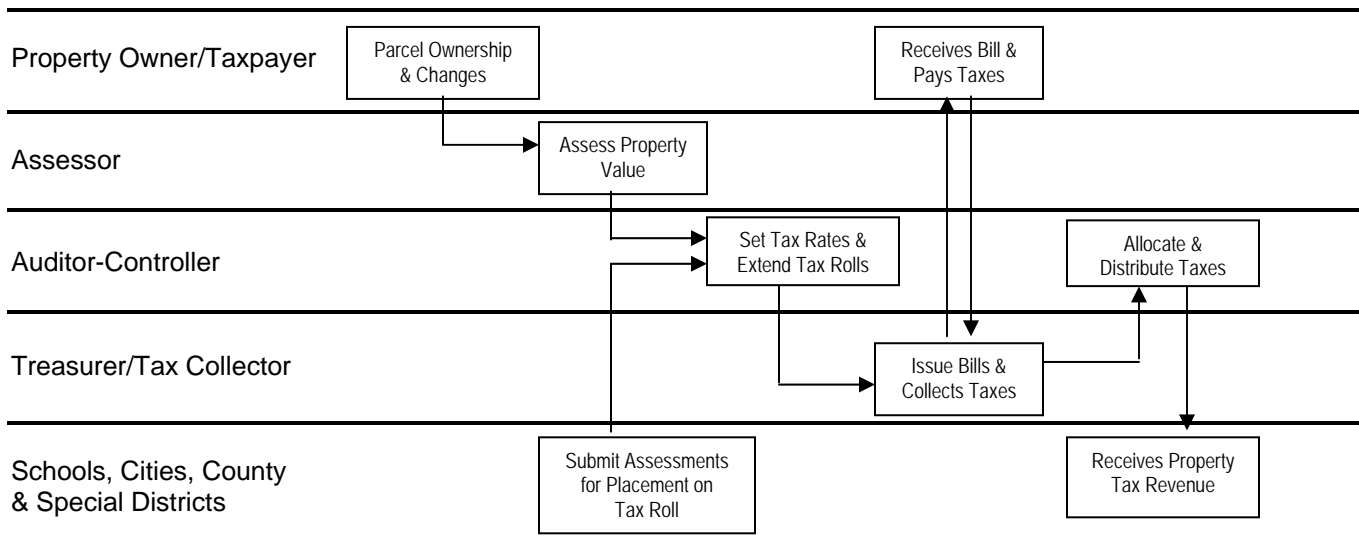 Property Owner/Taxpayer
Parcel Ownership
& Changes
Receives Bill &
Pays Taxes
Assessor
Assess Property
Value
Auditor-Controller
Set Tax Rates &
Extend Tax Rolls
Allocate &
Distribute Taxes
Treasurer/Tax Collector
Issue Bills &
Collects Taxes
Schools, Cities, County
& Special Districts
Submit Assessments
for Placement on
Tax Roll
Receives Property
Tax Revenue